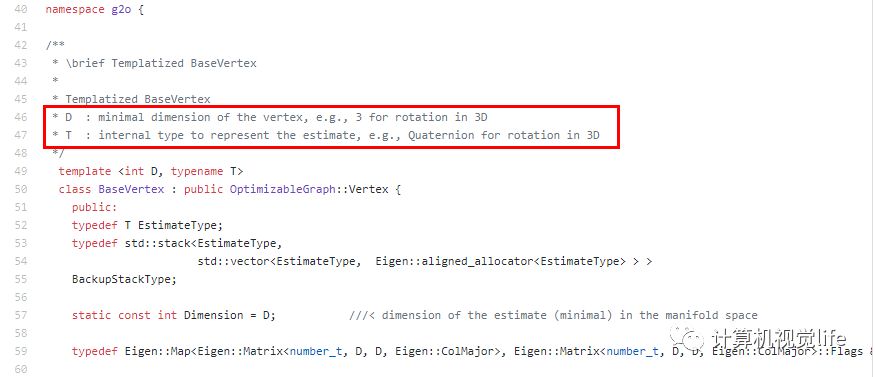 40 namespace g2o {
41
42 /**
43 * \brief Templatized BaseVertex
44 *
45 * Templatized BaseVertex
46 * D : minimal dimension of the vertex, e.g., 3 for rotation in 3D
47 * T : internal type to represent the estimate, e.g., Quaternion for rotation in 3D
48 */
49 template <int D, typename T>
50 class BaseVertex : public OptimizableGraph::Vertex {
51 public:
52 typedef T EstimateType;
53 typedef std::stack<EstimateType,
54 std::vector<EstimateType, Eigen::aligned_allocator<EstimateType> > >
55 BackupStackType;
56
57 static const int Dimension = D; ///< dimension of the estimate (minimal) in the manifold space
58
59 typedef Eigen::Map<Eigen::Matrix<number_t, D, D, Eigen::ColMajor>, Eigen::Matrix<number_t, D, D, Eigen::ColMajor>::Flags &
60
计算机视觉life